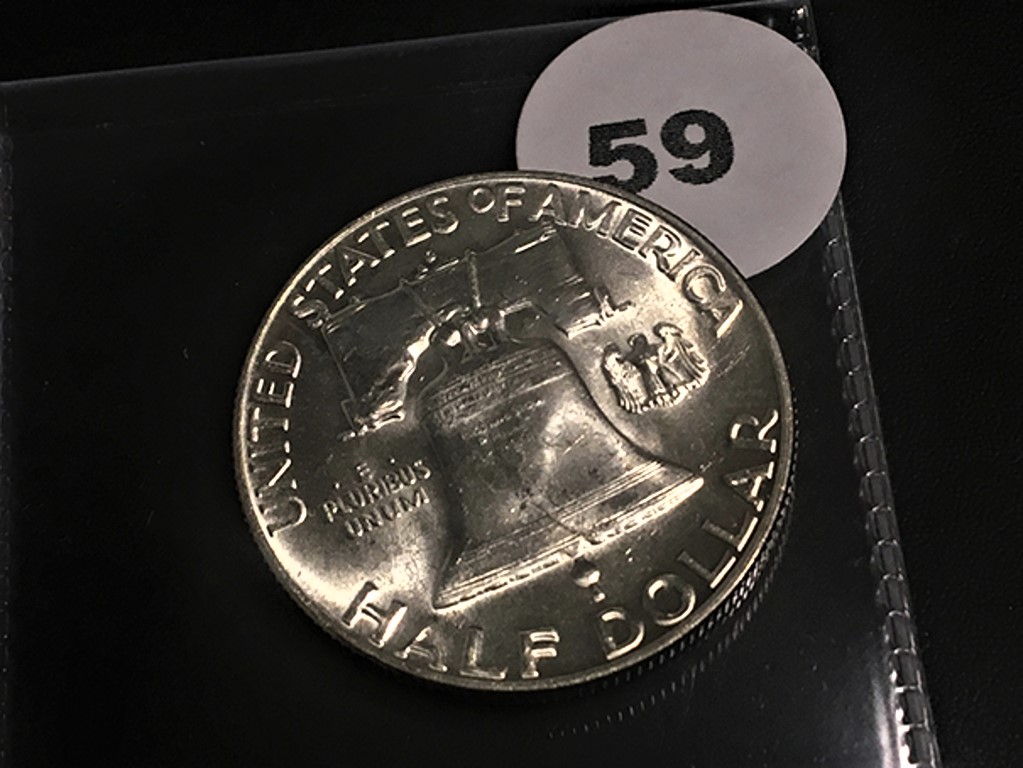 59
UNITED STATES OF AMERICA
E
PLURIBUS
UNUM
HALF DOLLAR